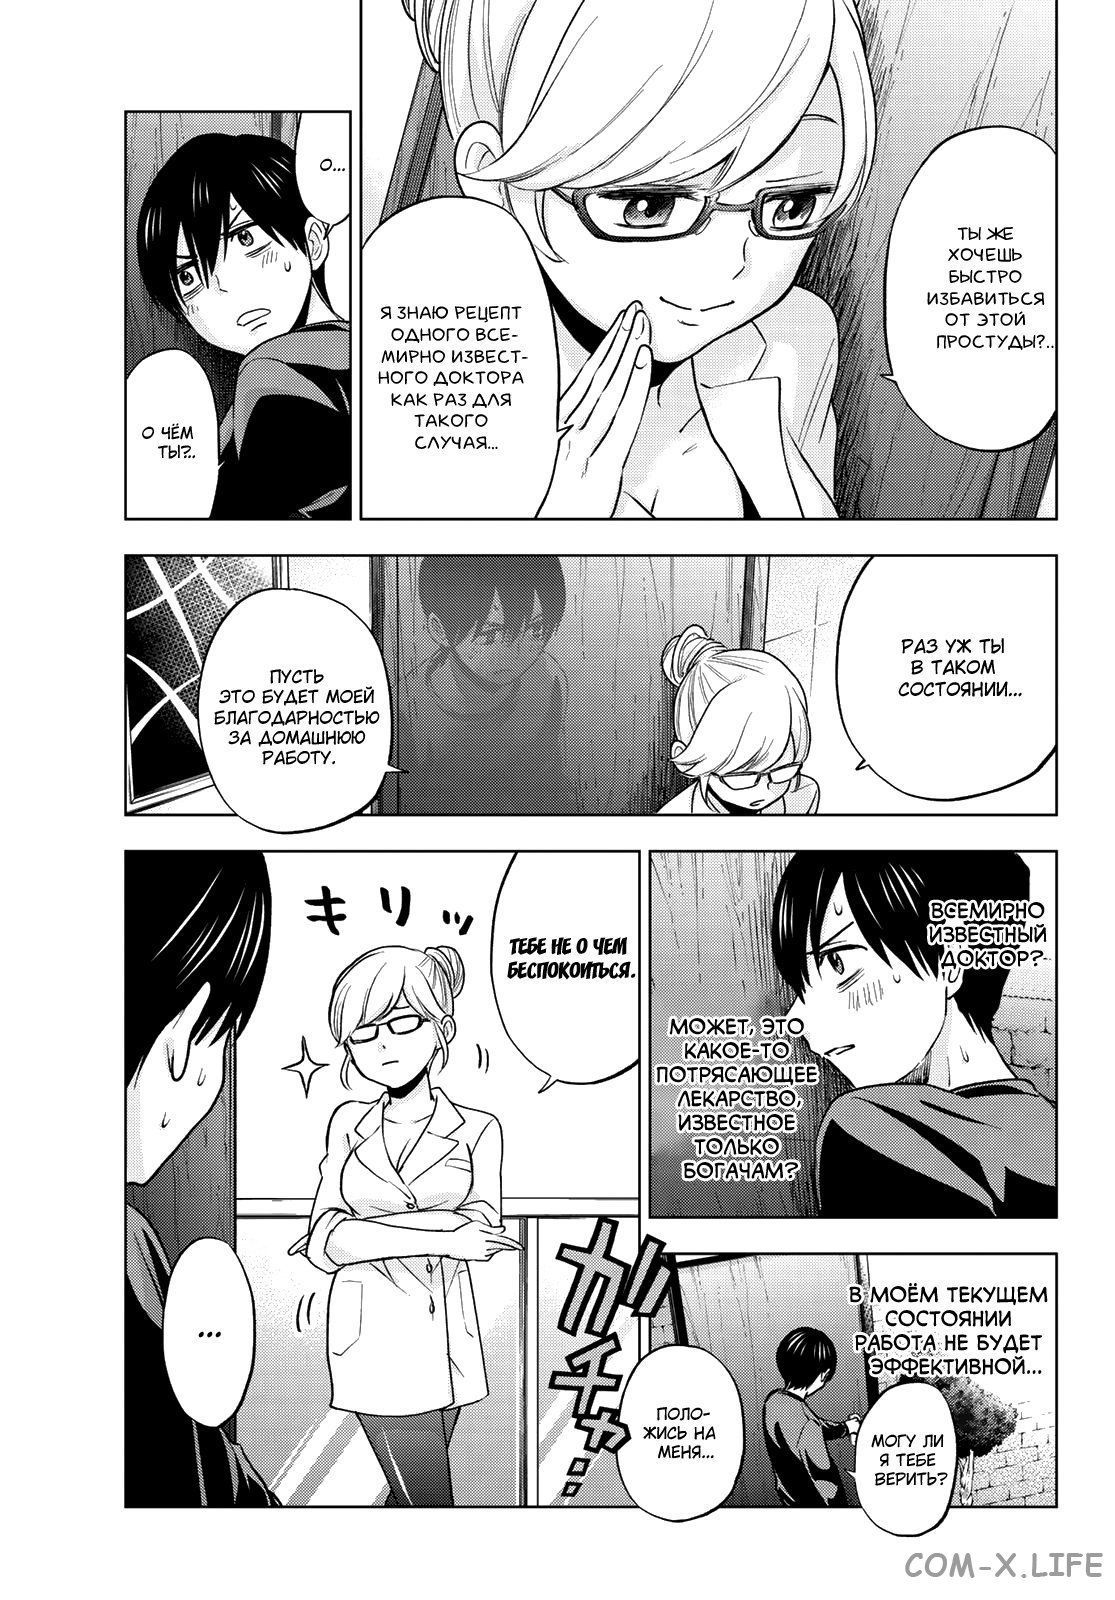 ТЫ ЖЕ
ХОЧЕШЬ
БЫСТРО
ИЗБАВИТЬСЯ
ОТ ЭТОЙ
ПРОСТУДЫ?..
Я ЗНАЮ РЕЦЕПТ
ОДНОГО ВСЕ-
МИРНО ИЗВЕСТ-
НОГО ДОКТОРА
КАК РАЗ ДЛЯ
ТАКОГО
СЛУЧАЯ...
О...
О ЧЁМ
ТЫ?..
РАЗ УЖ ТЫ
В ТАКОМ
СОСТОЯНИИ...
ПУСТЬ
ЭТО БУДЕТ МОЕЙ
БЛАГОДАРНОСТЬЮ
ЗА ДОМАШНЮЮ
РАБОТУ.
ВСЕМИРНО
ИЗВЕСТНЫЙ
ДОКТОР?
МОЖЕТ, ЭТО
КАКОЕ-ТО
ПОТРЯСАЮЩЕЕ
ЛЕКАРСТВО,
ИЗВЕСТНОЕ
ТОЛЬКО
БОГАЧАМ?
В МОЁМ ТЕКУЩЕМ
СОСТОЯНИИ
РАБОТА НЕ БУДЕТ
ЭФФЕКТИВНОЙ...
МОГУ ЛИ
Я ТЕБЕ
ВЕРИТЬ?
ПОЛО-
ЖИСЬ НА
МЕНЯ...
ガチャ...
キリッ
ТЕБЕ НЕ О ЧЕМ
БЕСПОКОИТЬСЯ.
...
COM-X.LIFE